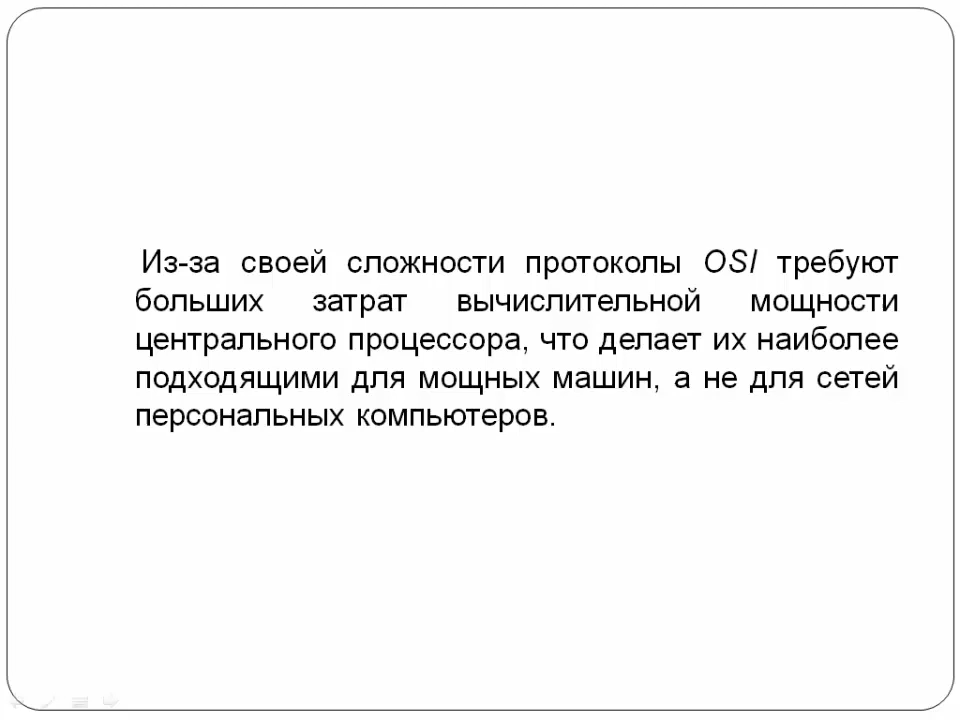 Из-за своей сложности протоколы OSI требуют
больших затрат вычислительной мощности
центрального процессора, что делает их наиболее
подходящими для мощных машин, а не для сетей
персональных компьютеров.